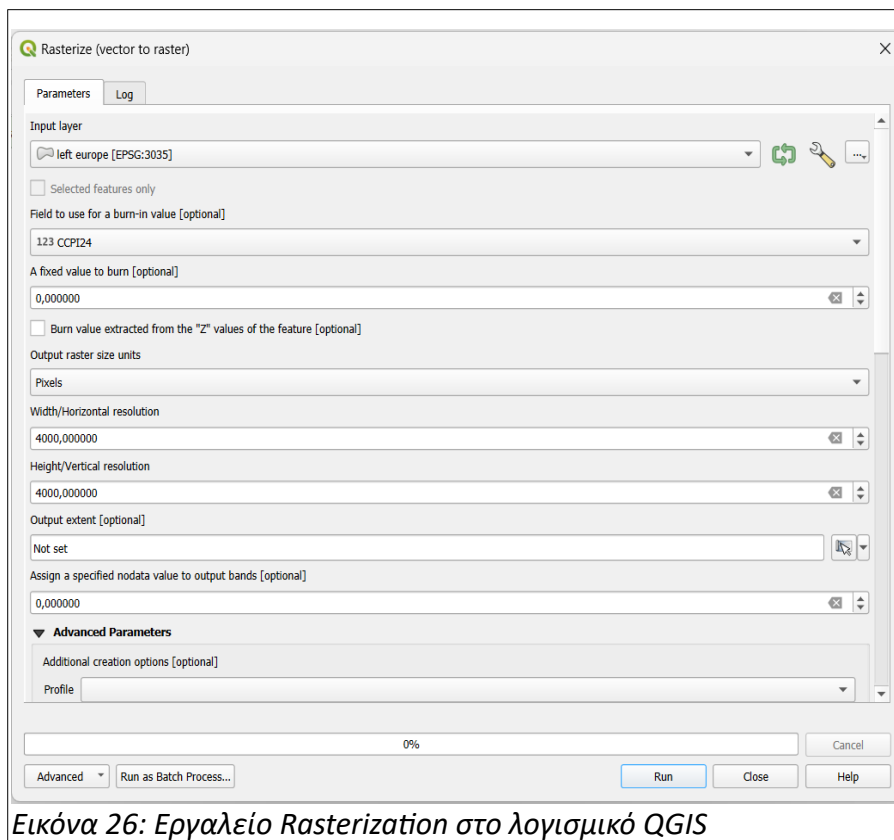 Rasterize (vector to raster)
Parameters Log
Input layer
left europe [EPSG:3035]
Selected features only
Field to use for a burn-in value [optional]
123 CCPI24
A fixed value to burn [optional]
0,000000
Burn value extracted from the "Z" values of the feature [optional]
Output raster size units
Pixels
Width/Horizontal resolution
4000,000000
Height/Vertical resolution
4000,000000
Output extent [optional]
Not set
Assign a specified nodata value to output bands [optional]
0,000000
Advanced Parameters
Additional creation options [optional]
Profile
0% Cancel
Advanced Run as Batch Process... Run Close Help
Εικόνα 26: Εργαλείο Rasterization στο λογισμικό QGIS